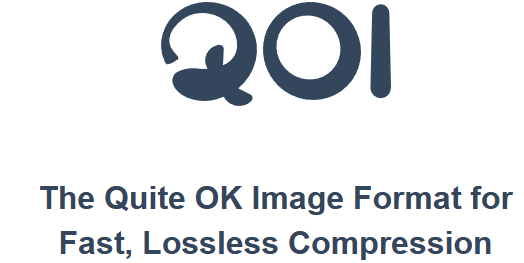 QOI
The Quite OK Image Format for
Fast, Lossless Compression